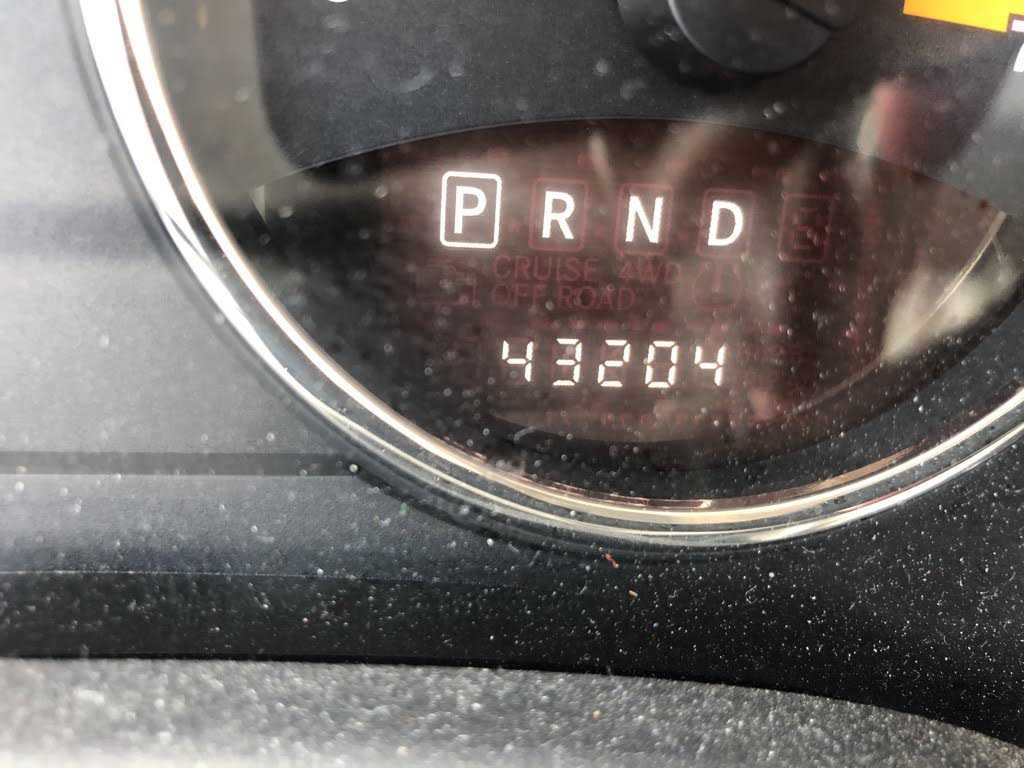 P R N D
CRUISE 4WD
OFF ROAD
43204